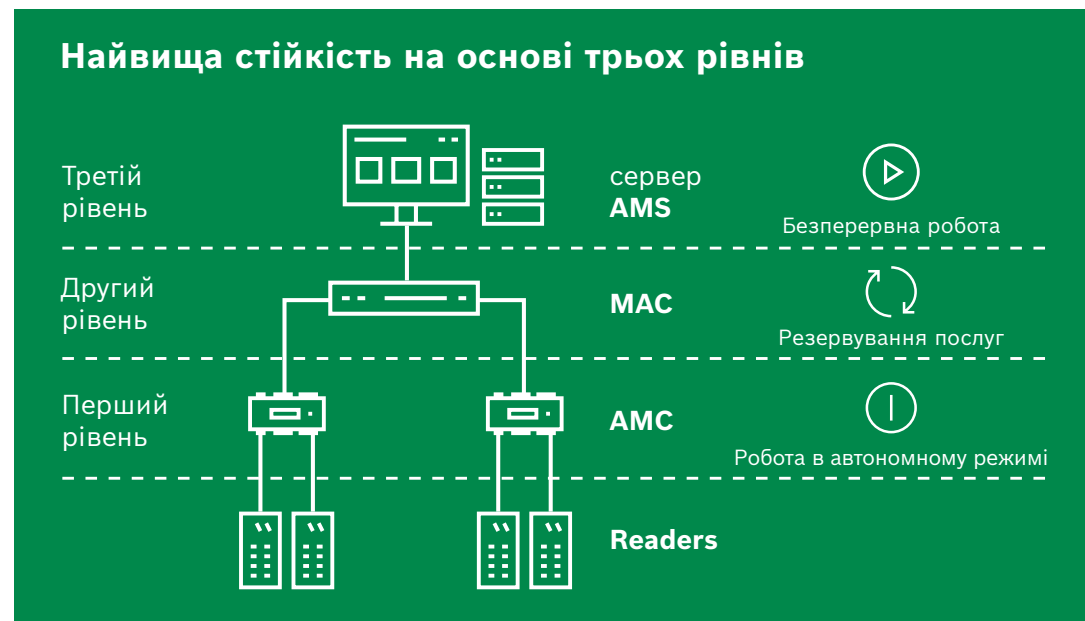 Найвища стійкість на основі трьох рівнів
Третій
рівень
сервер
AMS
Безперервна робота
Другий
рівень
MAC
Резервування послуг
Перший
рівень
AMC
Робота в автономному режимі
Readers